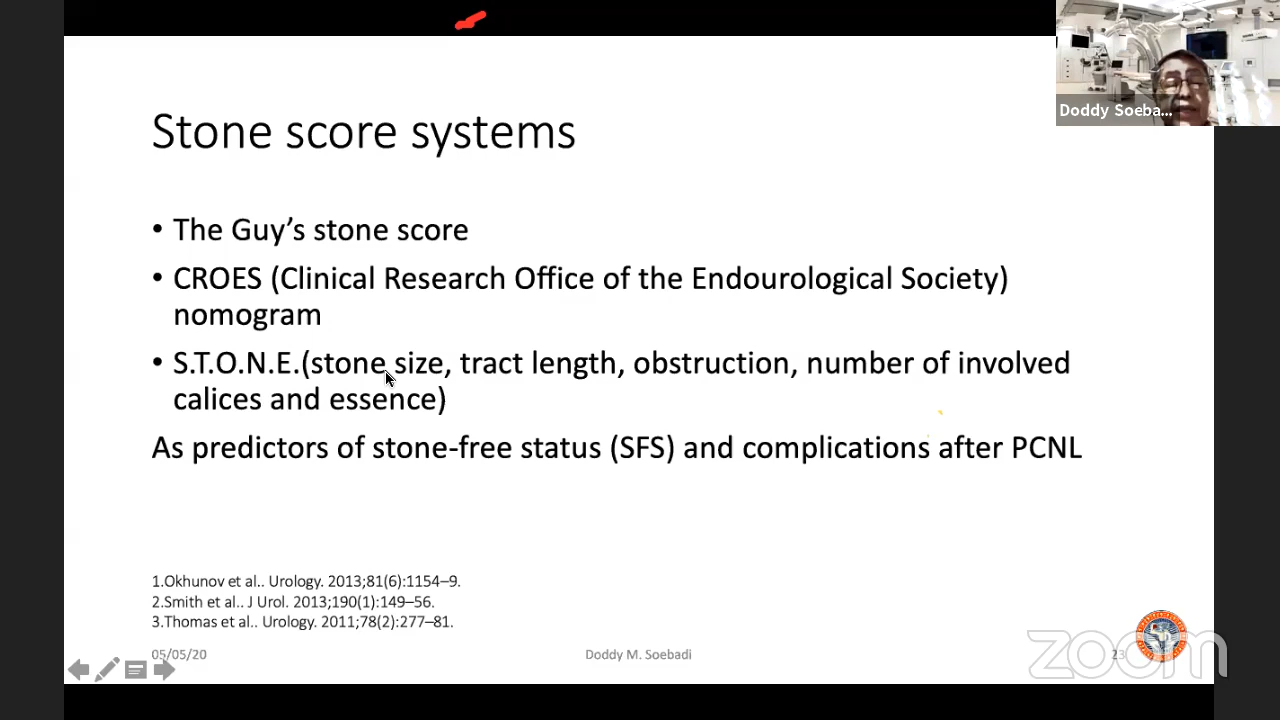 Doddy Soeba...
Stone score systems
• The Guy's stone score
• CROES (Clinical Research Office of the Endourological Society)
nomogram
• S.T.O.N.E.(stone size, tract length, obstruction, number of involved
calices and essence)
As predictors of stone-free status (SFS) and complications after PCNL
1.Okhunov et al.. Urology. 2013;81(6):1154–9.
2.Smith et al.. J Urol. 2013;190(1):149–56.
3.Thomas et al.. Urology. 2011;78(2):277–81.
05/05/20
Doddy M. Soebadi
23
zoom